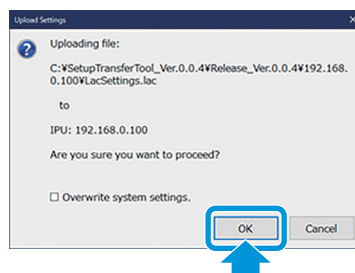 Upload Settings
Uploading file:
C:¥SetupTransferTool_Ver.0.0.4¥Release_Ver.0.0.4¥192.168.
0.100¥LacSettings.lac
to
IPU: 192.168.0.100
Are you sure you want to proceed?
Overwrite system settings.
OK Cancel